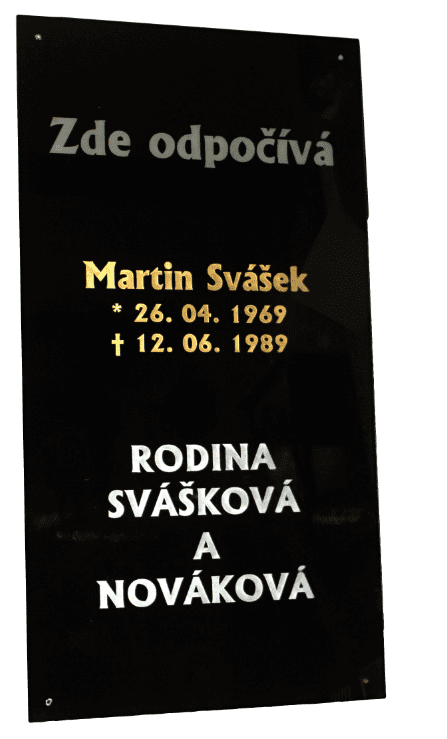 Zde odpočívá
Martin Svášek
* 26. 04. 1969
† 12. 06. 1989
RODINA
SVÁŠKOVÁ
A
NOVÁKOVÁ